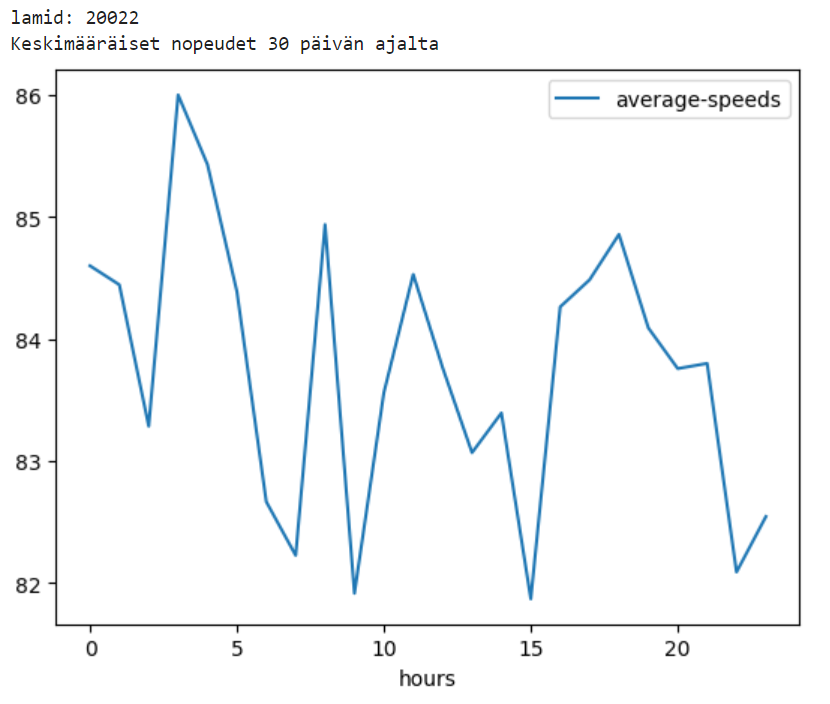 lamid: 20022
Keskimääräiset nopeudet 30 päivän ajalta
average-speeds
86
85
84
83
82
0 5 10 15 20
hours